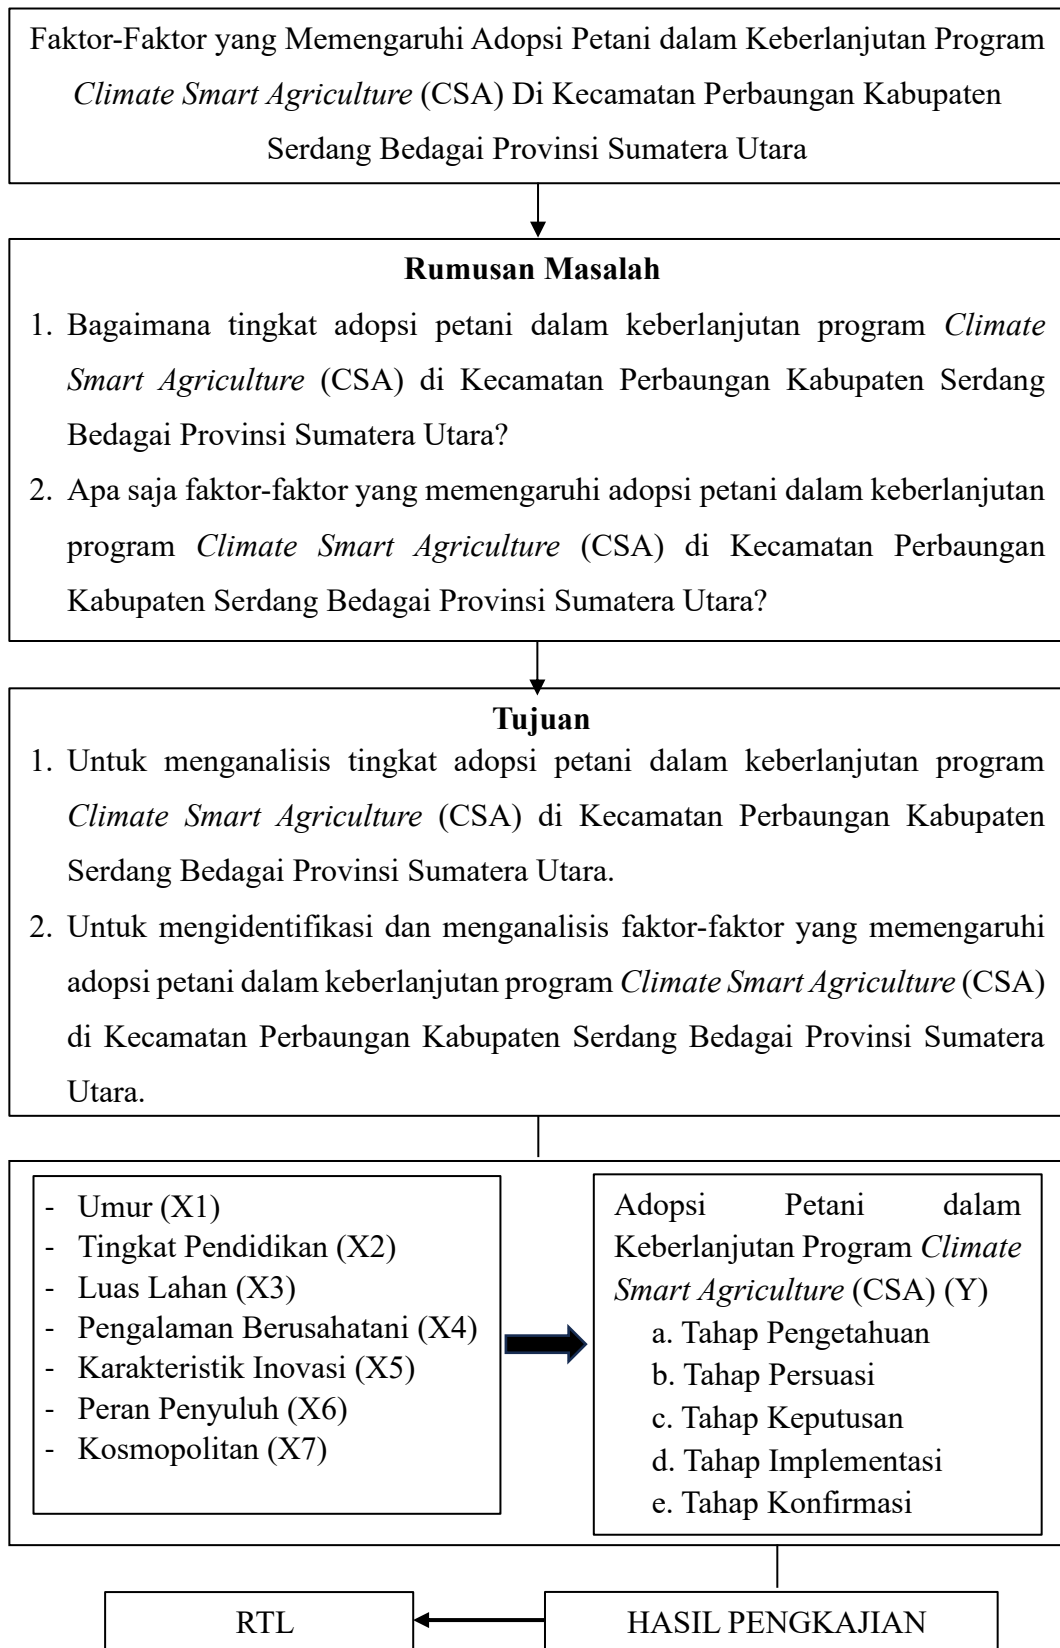 Faktor-Faktor yang Memengaruhi Adopsi Petani dalam Keberlanjutan Program
Climate Smart Agriculture (CSA) Di Kecamatan Perbaungan Kabupaten
Serdang Bedagai Provinsi Sumatera Utara
Rumusan Masalah
1. Bagaimana tingkat adopsi petani dalam keberlanjutan program Climate
Smart Agriculture (CSA) di Kecamatan Perbaungan Kabupaten Serdang
Bedagai Provinsi Sumatera Utara?
2. Apa saja faktor-faktor yang memengaruhi adopsi petani dalam keberlanjutan
program Climate Smart Agriculture (CSA) di Kecamatan Perbaungan
Kabupaten Serdang Bedagai Provinsi Sumatera Utara?
Tujuan
1. Untuk menganalisis tingkat adopsi petani dalam keberlanjutan program
Climate Smart Agriculture (CSA) di Kecamatan Perbaungan Kabupaten
Serdang Bedagai Provinsi Sumatera Utara.
2. Untuk mengidentifikasi dan menganalisis faktor-faktor yang memengaruhi
adopsi petani dalam keberlanjutan program Climate Smart Agriculture (CSA)
di Kecamatan Perbaungan Kabupaten Serdang Bedagai Provinsi Sumatera
Utara.
- Umur (X1)
- Tingkat Pendidikan (X2)
- Luas Lahan (X3)
- Pengalaman Berusahatani (X4)
- Karakteristik Inovasi (X5)
- Peran Penyuluh (X6)
- Kosmopolitan (X7)
Adopsi Petani dalam
Keberlanjutan Program Climate
Smart Agriculture (CSA) (Y)
a. Tahap Pengetahuan
b. Tahap Persuasi
c. Tahap Keputusan
d. Tahap Implementasi
e. Tahap Konfirmasi
RTL
HASIL PENGKAJIAN